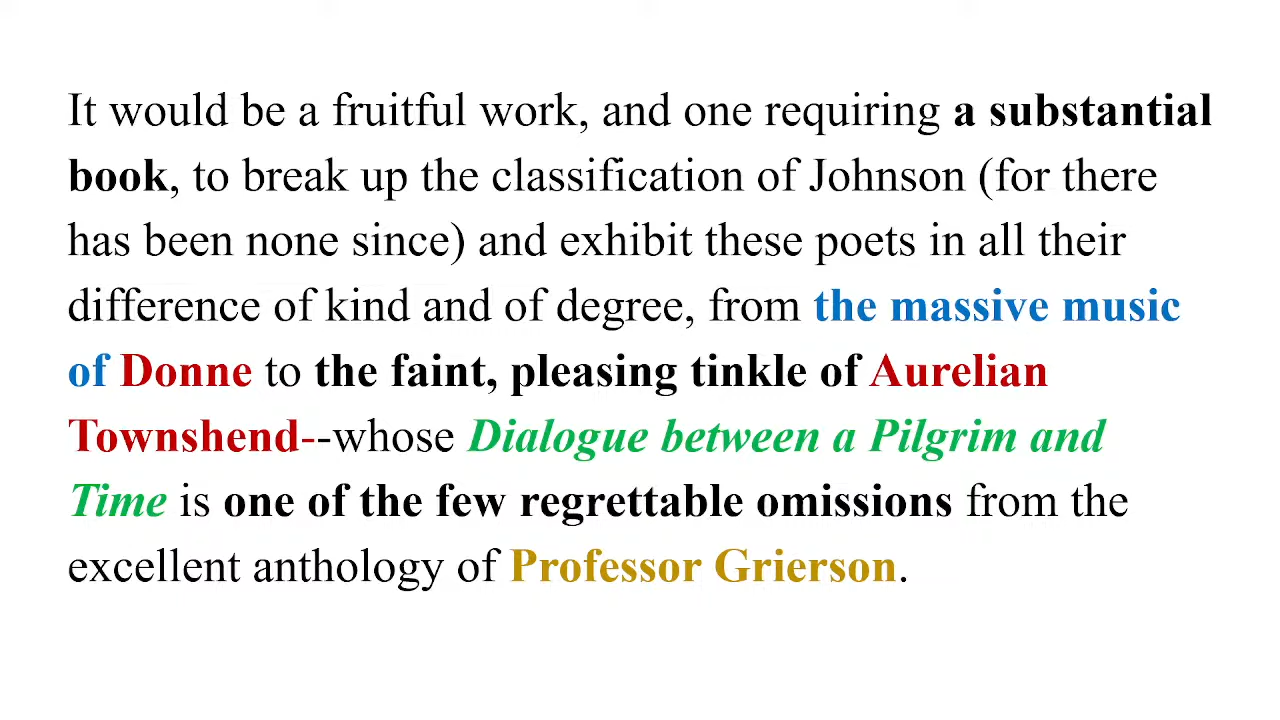 It would be a fruitful work, and one requiring a substantial
book, to break up the classification of Johnson (for there
has been none since) and exhibit these poets in all their
difference of kind and of degree, from the massive music
of Donne to the faint, pleasing tinkle of Aurelian
Townshend--whose Dialogue between a Pilgrim and
Time is one of the few regrettable omissions from the
excellent anthology of Professor Grierson.